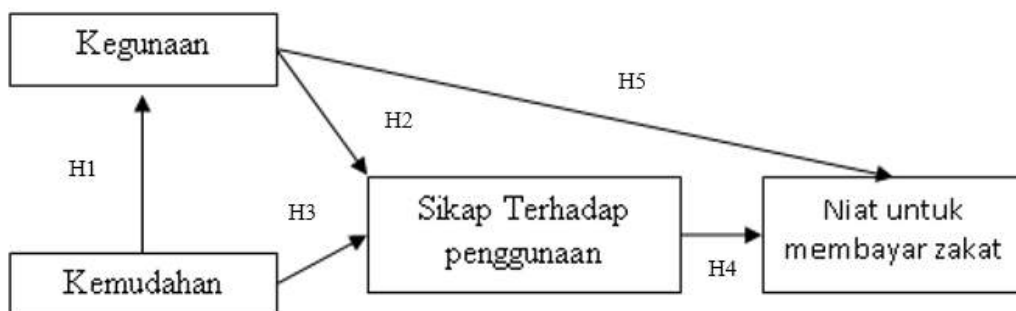 Kegunaan
H5
H2
H1
H3
Sikap Terhadap
penggunaan
Niat untuk
membayar zakat
H4
Kemudahan